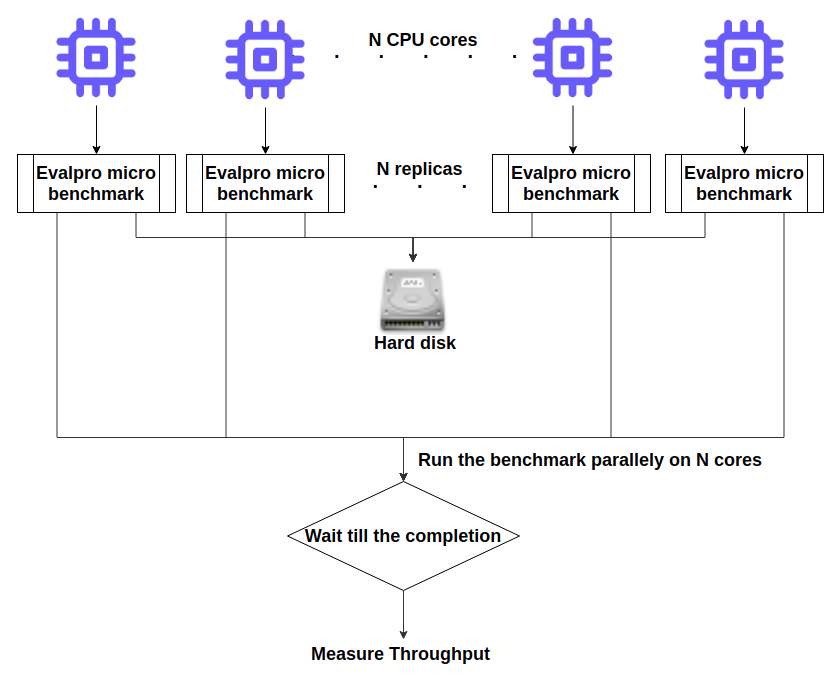 N CPU cores
Evalpro micro
benchmark
Evalpro micro
benchmark
N replicas
Evalpro micro
benchmark
Evalpro micro
benchmark
Hard disk
Run the benchmark parallely on N cores
Wait till the completion
Measure Throughput